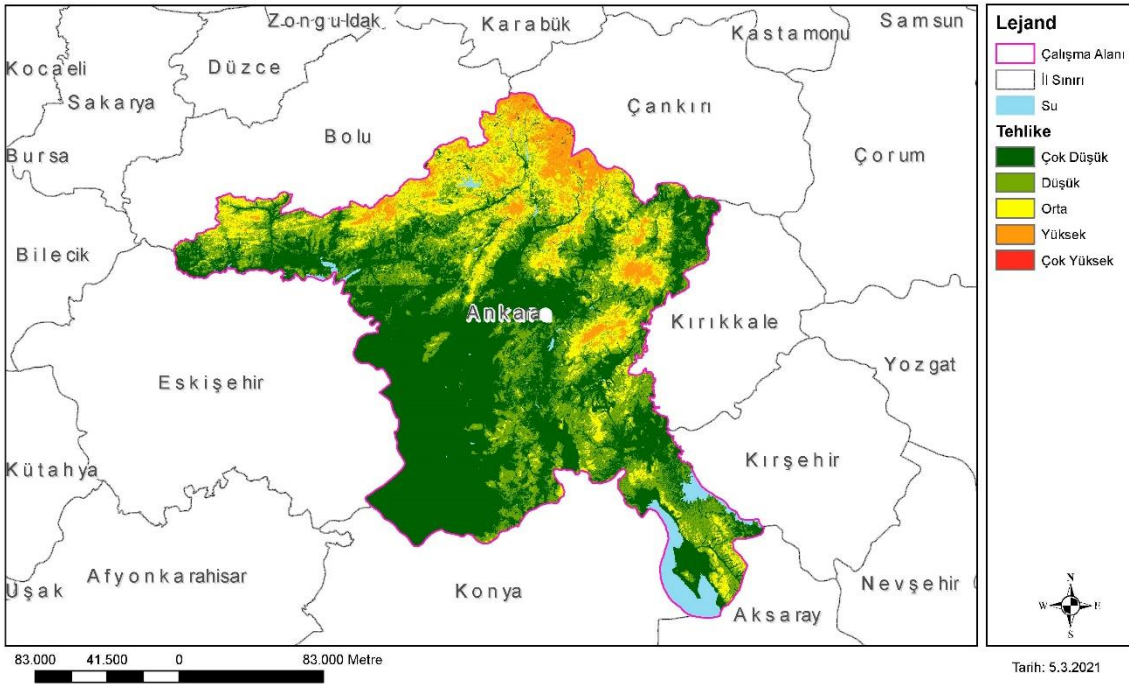 Zonguldak
Karabük
Kastamonu
Samsun
Kocaeli
Düzce
Sakarya
Bolu
Çankırı
Çorum
Bursa
Bilecik
Ankara
Kırıkkale
Yozgat
Eskişehir
Kütahya
Kırşehir
Uşak
Afyonkarahisar
Konya
Aksaray
Nevşehir
83.000 41.500 0 83.000 Metre
Lejand
Çalışma Alanı
İl Sınırı
Su
Tehlike
Çok Düşük
Düşük
Orta
Yüksek
Çok Yüksek
N
W E
S
Tarih: 5.3.2021